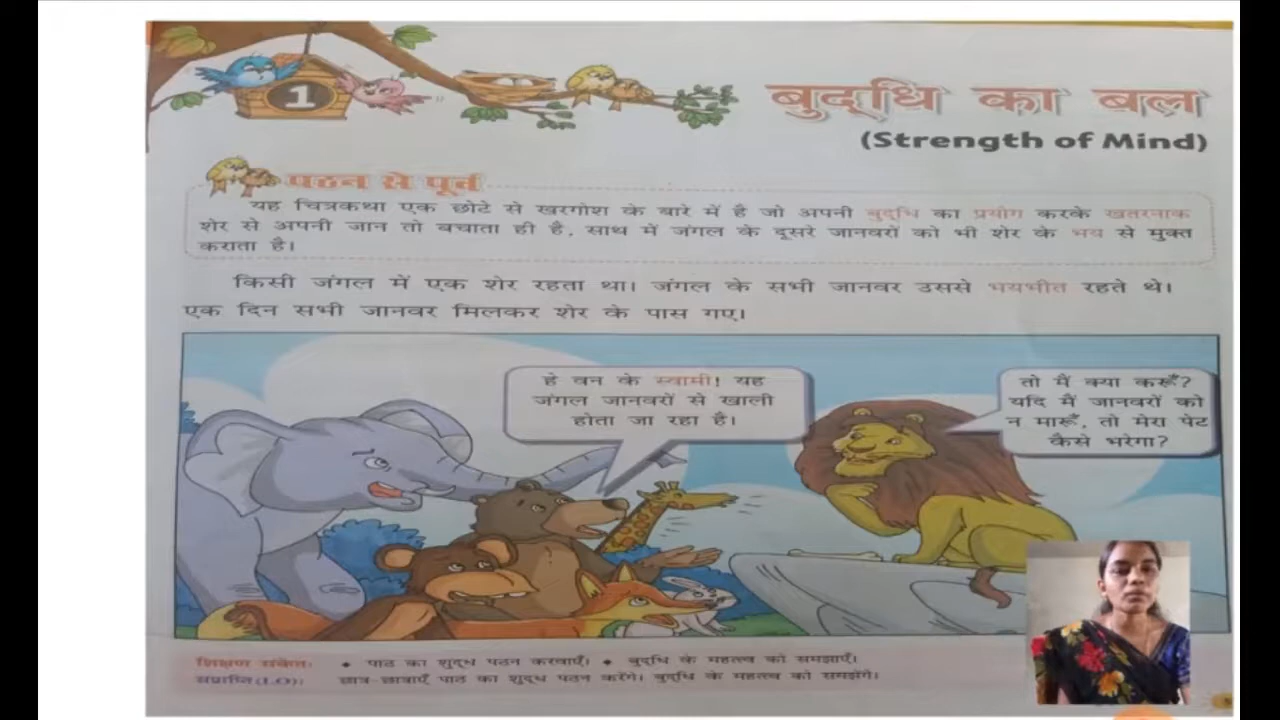 1
बुद्धि का बल
(Strength of Mind)
पठन से पूर्व
यह चित्रकथा एक छोटे से खरगोश के बारे में है जो अपनी बुद्धि का प्रयोग करके खतरनाक
शेर से अपनी जान तो बचाता ही है, साथ में जंगल के दूसरे जानवरों को भी शेर के भय से मुक्त
कराता है।
किसी जंगल में एक शेर रहता था। जंगल के सभी जानवर उससे भयभीत रहते थे।
एक दिन सभी जानवर मिलकर शेर के पास गए।
हे वन के स्वामी! यह
जंगल जानवरों से खाली
होता जा रहा है।
तो मैं क्या करूँ?
यदि मैं जानवरों को
न मारूँ, तो मेरा पेट
कैसे भरेगा?
शिक्षण संकेत: ♦ पाठ का शुद्ध पठन करवाएँ। ♦ बुद्धि के महत्त्व को समझाएँ।
संप्राप्ति (L.O): छात्र-छात्राएँ पाठ का शुद्ध पठन करेंगे। बुद्धि के महत्त्व को समझेंगे।